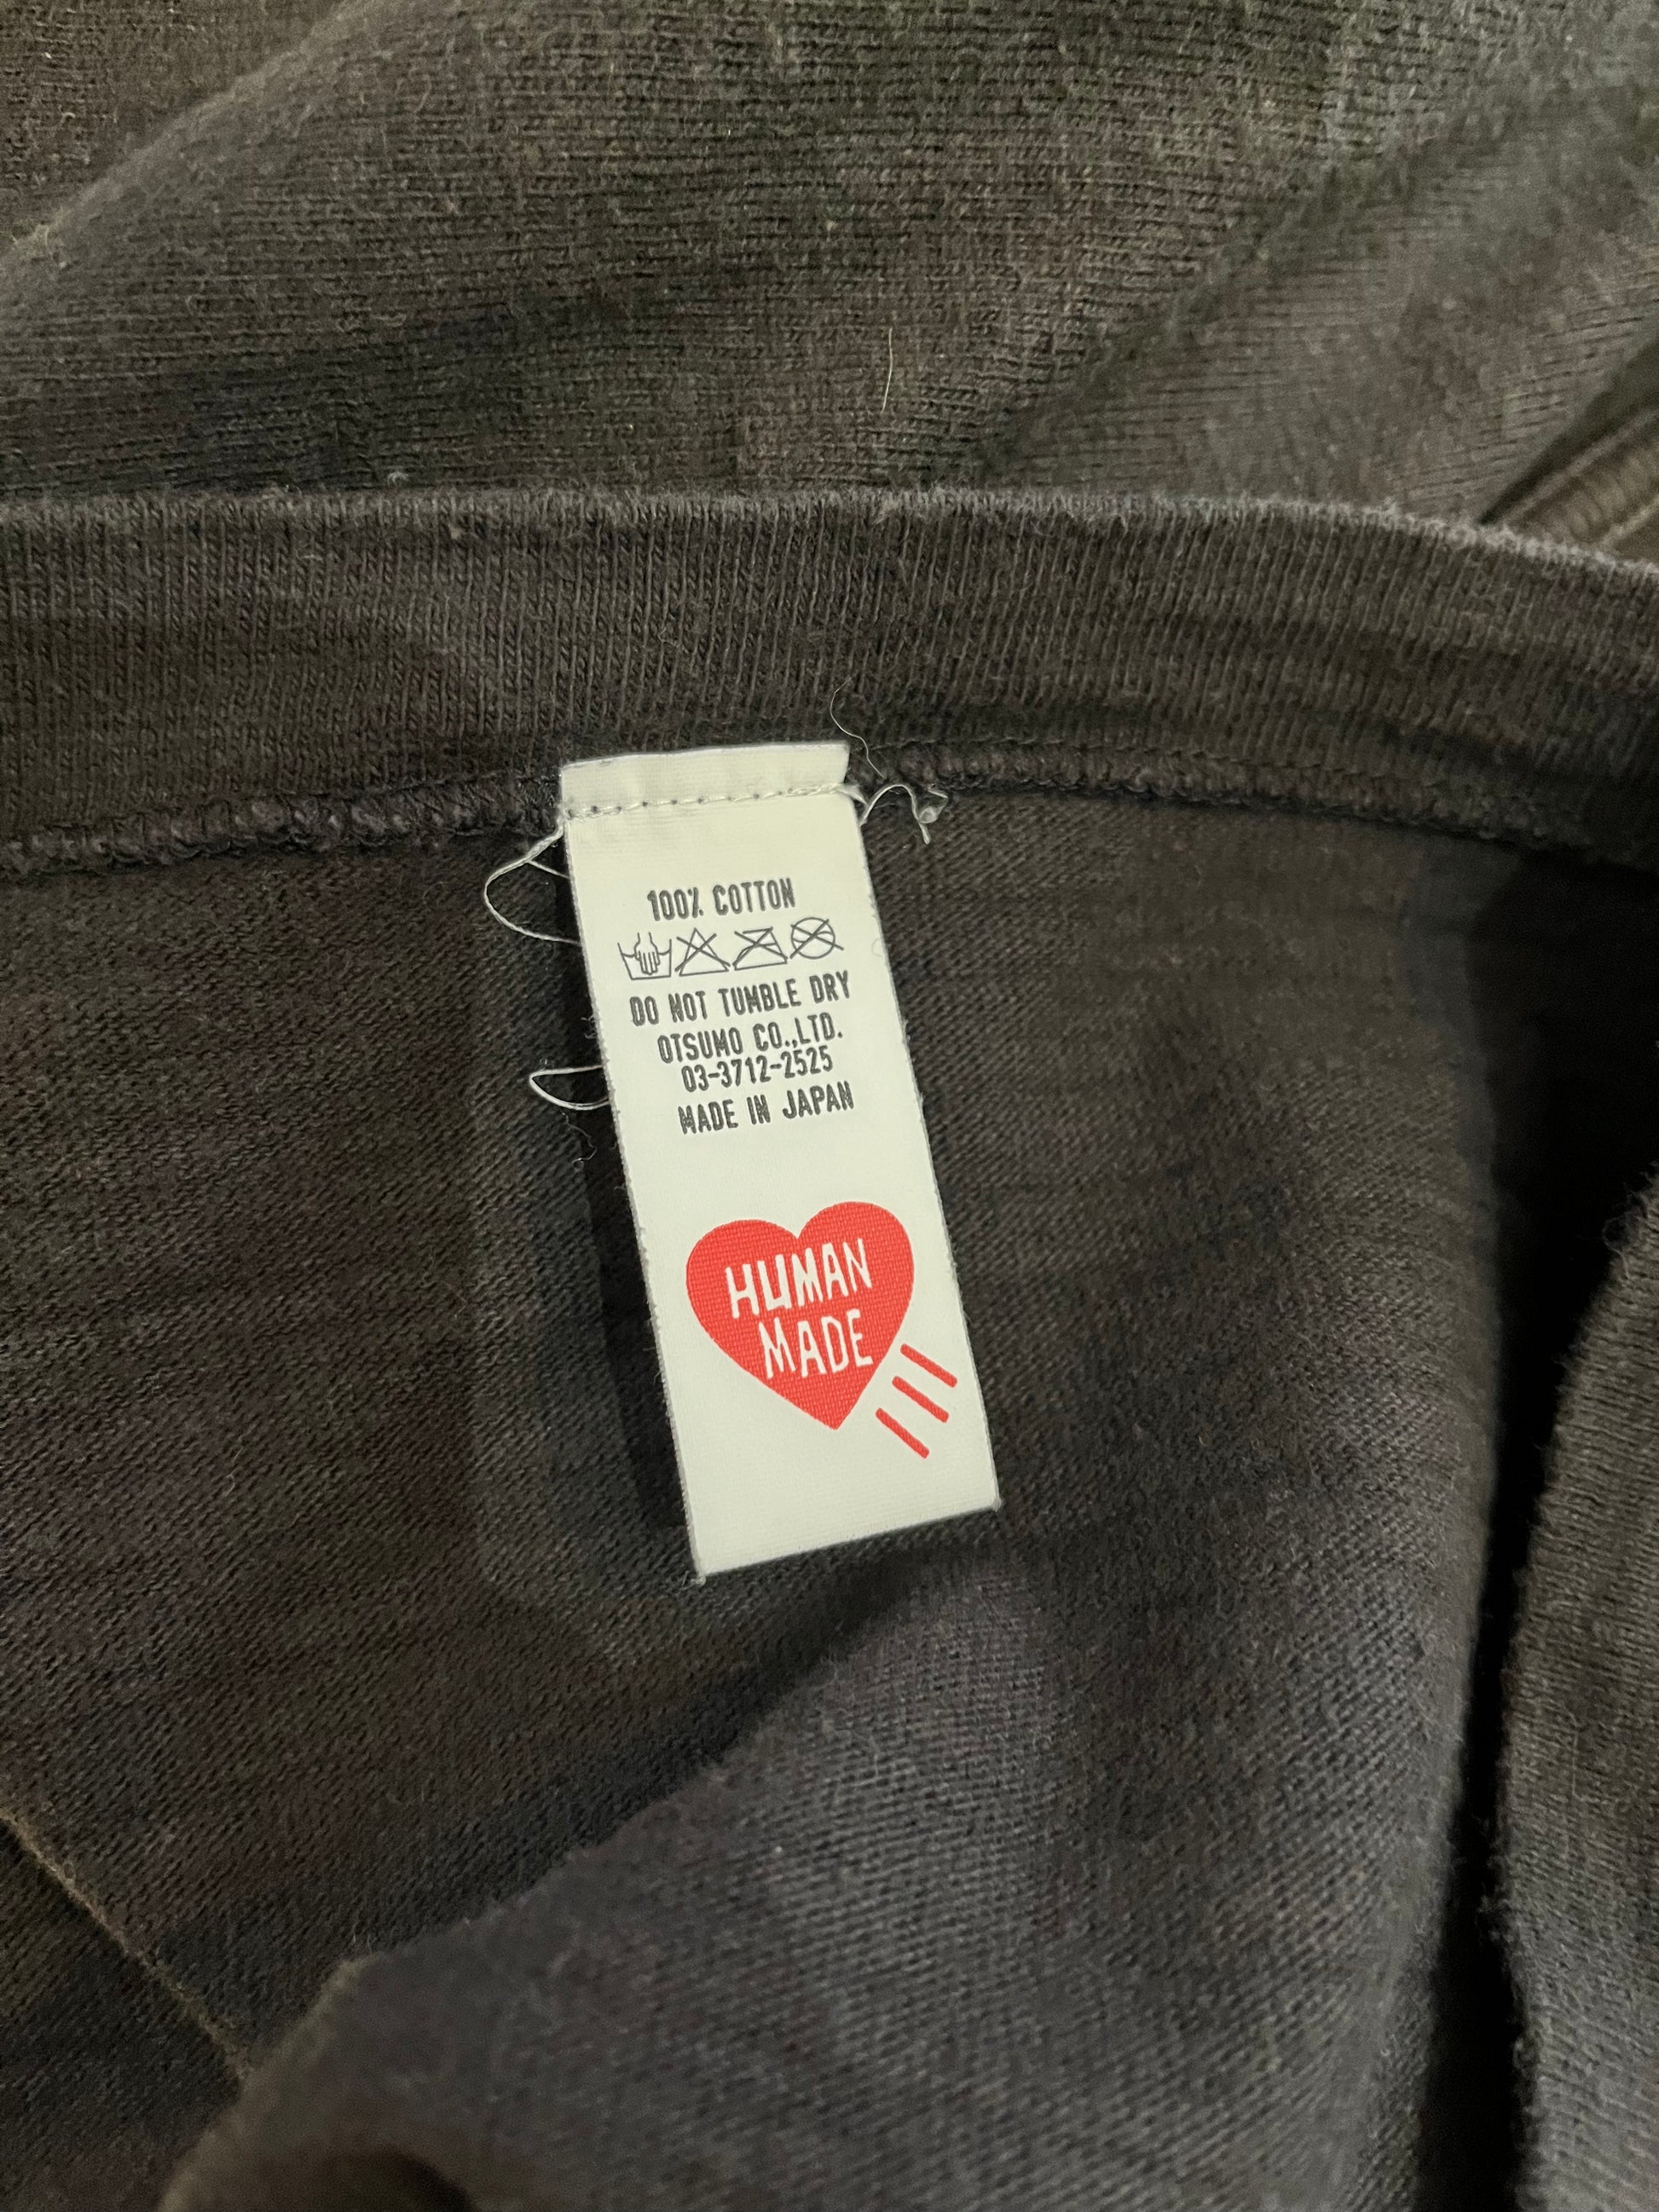 100% COTTON
DO NOT TUMBLE DRY
OTSUMO CO.,LTD.
03-3712-2525
MADE IN JAPAN
HUMAN
MADE